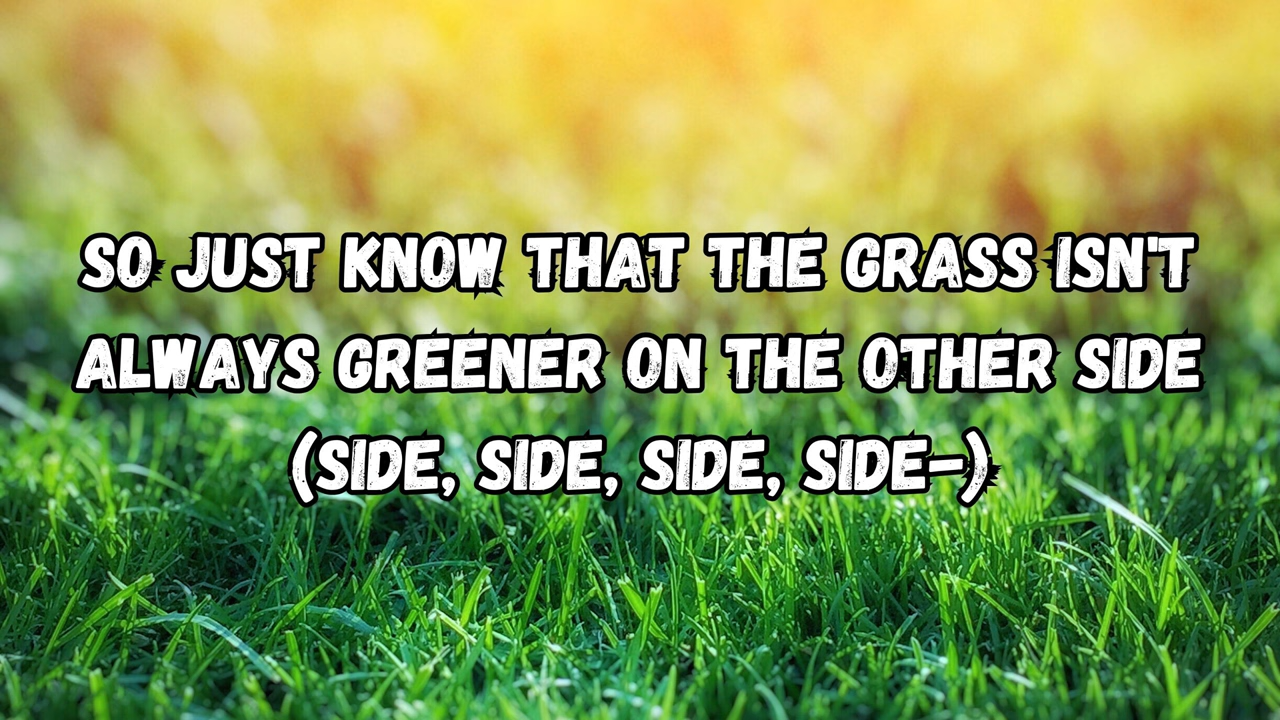 SO JUST KNOW THAT THE GRASS ISN'T
ALWAYS GREENER ON THE OTHER SIDE
(SIDE, SIDE, SIDE, SIDE-)